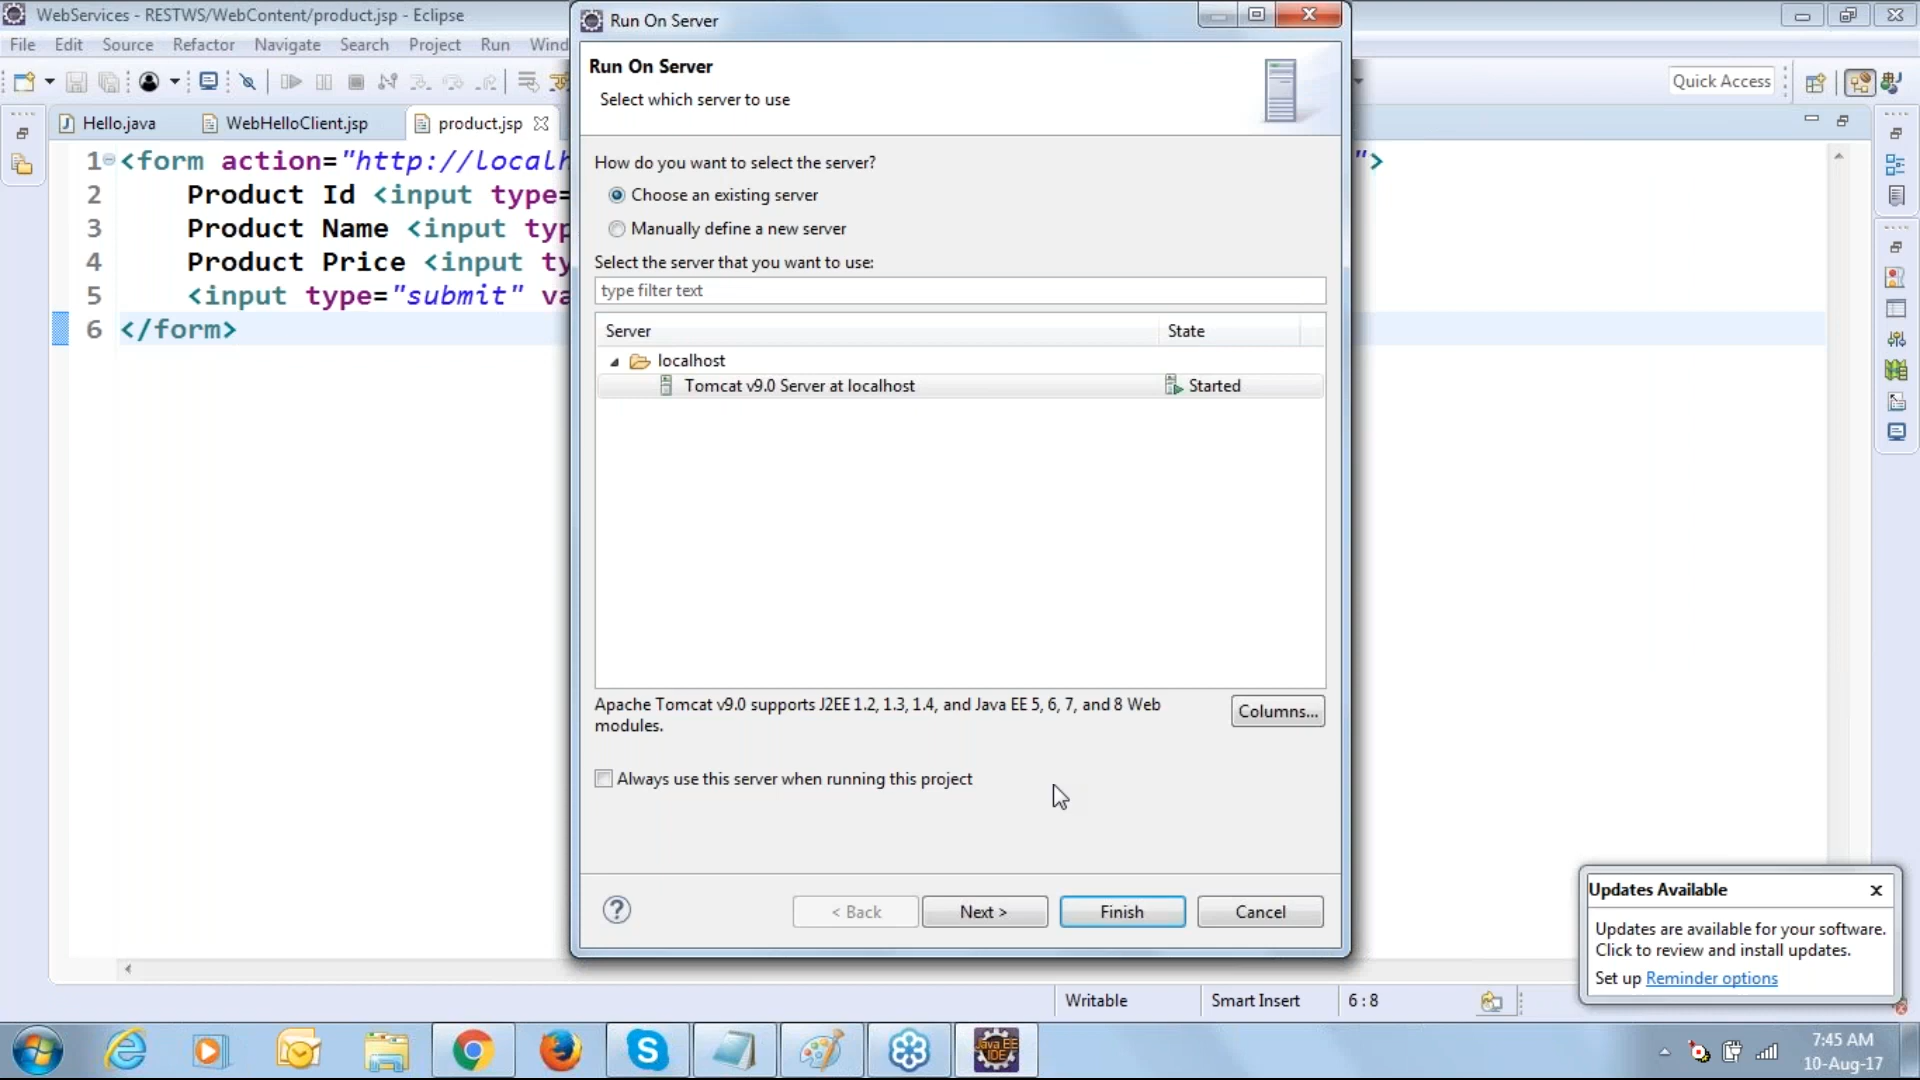 WebServices - RESTWS/WebContent/product.jsp - Eclipse
File Edit Source Refactor Navigate Search Project Run Wind
Quick Access
Hello.java WebHelloClient.jsp product.jsp
1 <form action="http://localh ">
2 Product Id <input type=
3 Product Name <input typ
4 Product Price <input ty
5 <input type="submit" va
6 </form>
Run On Server
Run On Server
Select which server to use
How do you want to select the server?
Choose an existing server
Manually define a new server
Select the server that you want to use:
type filter text
Server State
localhost
Tomcat v9.0 Server at localhost Started
Apache Tomcat v9.0 supports J2EE 1.2, 1.3, 1.4, and Java EE 5, 6, 7, and 8 Web
modules.
Columns...
Always use this server when running this project
? < Back Next > Finish Cancel
Updates Available
Updates are available for your software.
Click to review and install updates.
Set up Reminder options
Writable Smart Insert 6 : 8
Java EE
IDE
7:45 AM
10-Aug-17